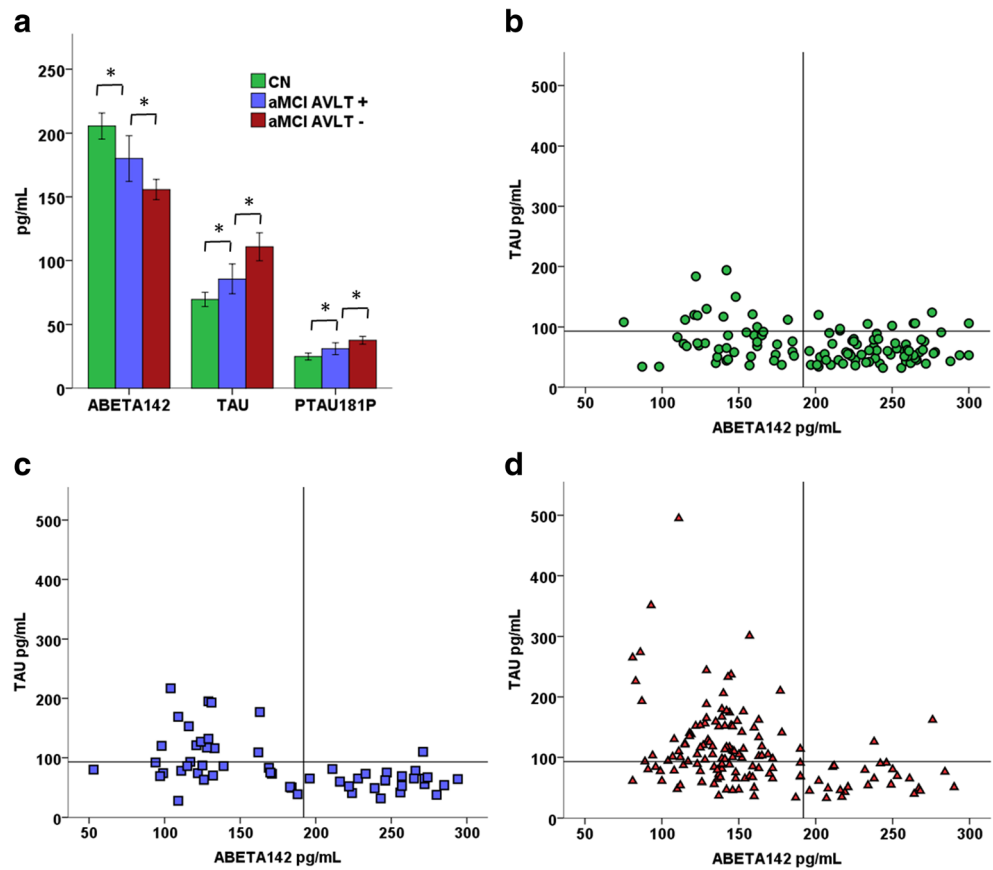 a
250
200
150
100
50
0
pg/mL
*
*
*
*
*
*
CN
aMCI AVLT +
aMCI AVLT -
ABETA142 TAU PTAU181P
b
500
400
300
200
100
0
TAU pg/mL
50 100 150 200 250 300
ABETA142 pg/mL
c
500
400
300
200
100
0
TAU pg/mL
50 100 150 200 250 300
ABETA142 pg/mL
d
500
400
300
200
100
0
TAU pg/mL
50 100 150 200 250 300
ABETA142 pg/mL